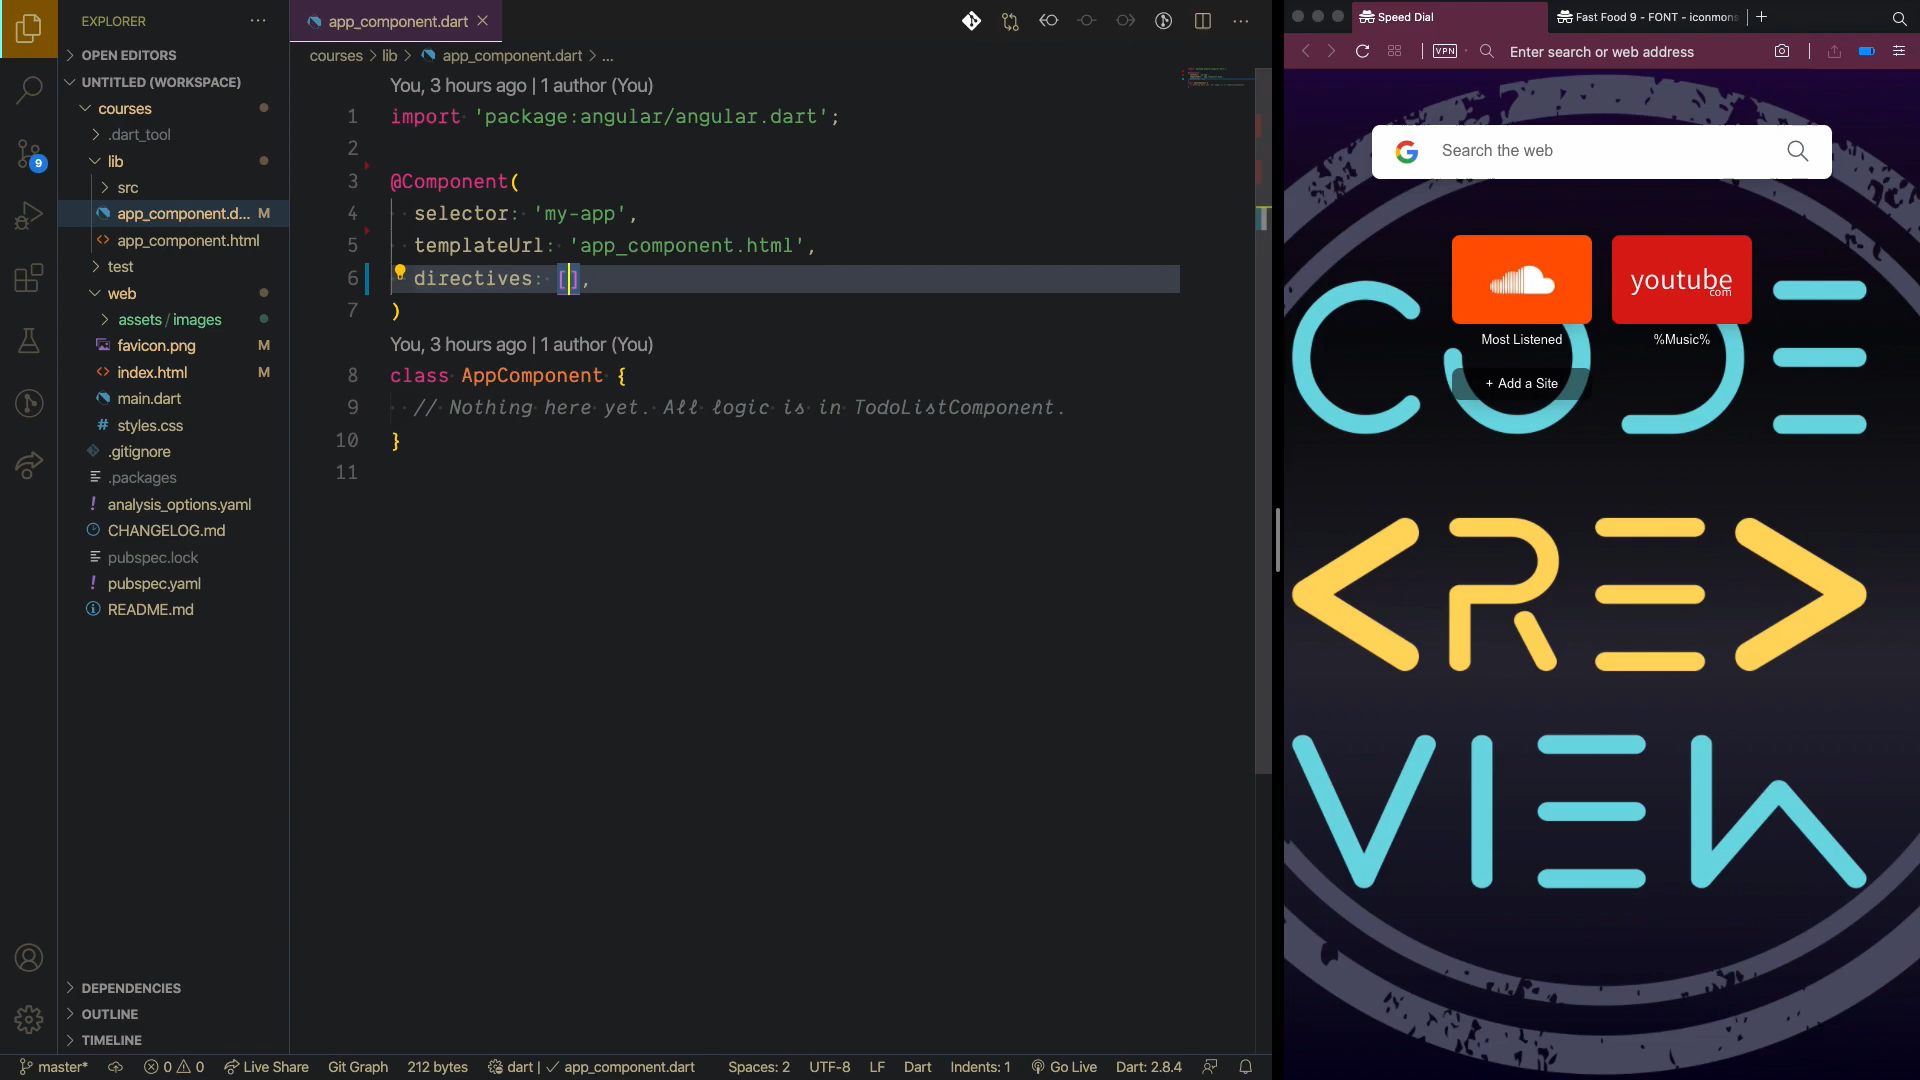 EXPLORER
OPEN EDITORS
UNTITLED (WORKSPACE)
courses
.dart_tool
lib
src
app_component.d... M
app_component.html
test
web
assets / images
favicon.png M
index.html M
main.dart
styles.css
.gitignore
.packages
analysis_options.yaml
CHANGELOG.md
pubspec.lock
pubspec.yaml
README.md
DEPENDENCIES
OUTLINE
TIMELINE
9
app_component.dart
courses > lib > app_component.dart > ...
You, 3 hours ago | 1 author (You)
1 import 'package:angular/angular.dart';
2
3 @Component(
4 selector: 'my-app',
5 templateUrl: 'app_component.html',
6 directives: [],
7 )
You, 3 hours ago | 1 author (You)
8 class AppComponent {
9 // Nothing here yet. All logic is in TodoListComponent.
10 }
11
master* 0 0 Live Share Git Graph 212 bytes dart | ✓ app_component.dart Spaces: 2 UTF-8 LF Dart Indents: 1 Go Live Dart: 2.8.4
Speed Dial
Fast Food 9 - FONT - iconmons
VPN
Enter search or web address
Search the web
youtube
com
Most Listened
%Music%
+ Add a Site
CODE
<RE>
VIEW